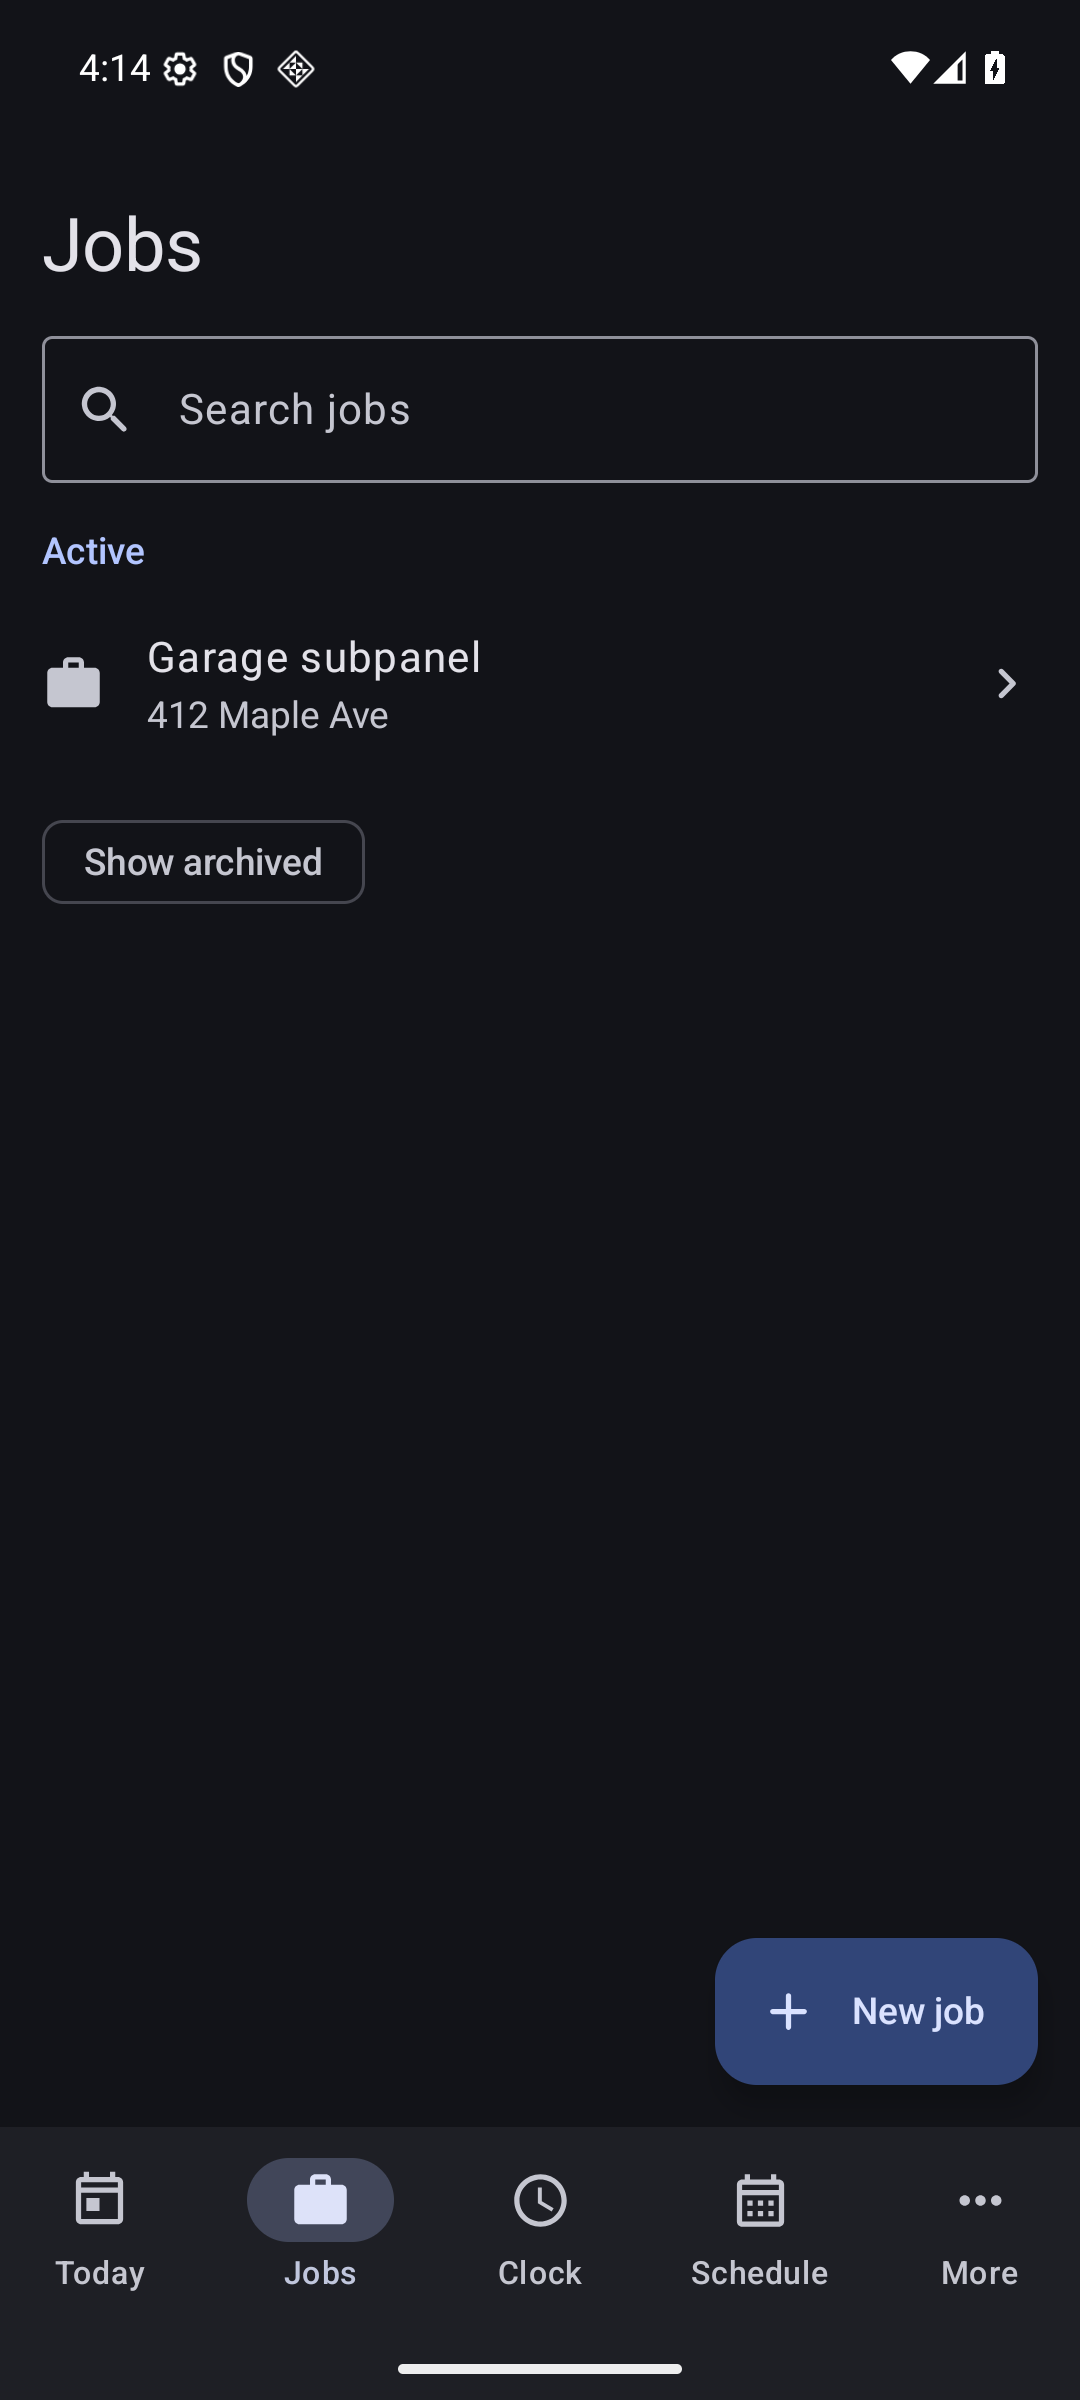 4:14
Jobs
Search jobs
Active
Garage subpanel
412 Maple Ave
Show archived
New job
Today
Jobs
Clock
Schedule
More